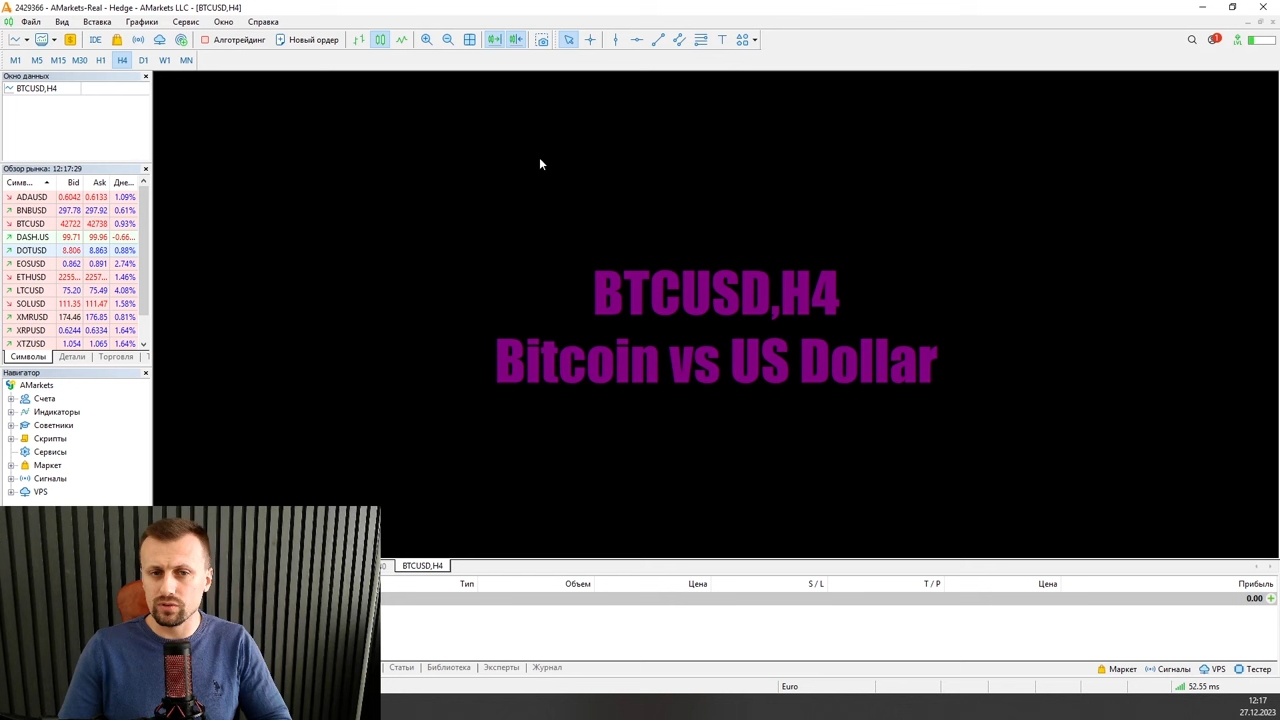 2429366 - AMarkets-Real - Hedge - AMarkets LLC - [BTCUSD,H4]
Файл Вид Вставка Графики Сервис Окно Справка
IDE Алготрейдинг Новый ордер
M1 M5 M15 M30 H1 H4 D1 W1 MN
Окно данных
BTCUSD,H4
Обзор рынка: 12:17:29
Симв... Bid Ask Дне...
ADAUSD 0.6042 0.6133 1.09%
BNBUSD 297.78 297.92 0.61%
BTCUSD 42722 42738 0.93%
DASH.US 99.71 99.96 -0.66...
DOTUSD 8.806 8.863 0.88%
EOSUSD 0.862 0.891 2.74%
ETHUSD 2255... 2257... 1.46%
LTCUSD 75.20 75.49 4.08%
SOLUSD 111.35 111.47 1.58%
XMRUSD 174.46 176.85 0.81%
XRPUSD 0.6244 0.6334 1.64%
XTZUSD 1.054 1.065 1.64%
Символы Детали Торговля
Навигатор
AMarkets
Счета
Индикаторы
Советники
Скрипты
Сервисы
Маркет
Сигналы
VPS
BTCUSD,H4
Bitcoin vs US Dollar
BTCUSD,H4
Тип Объем Цена S / L T / P Цена Прибыль
0.00
Статьи Библиотека Эксперты Журнал
Маркет Сигналы VPS Тестер
Euro 52.55 ms
12:17
27.12.2023